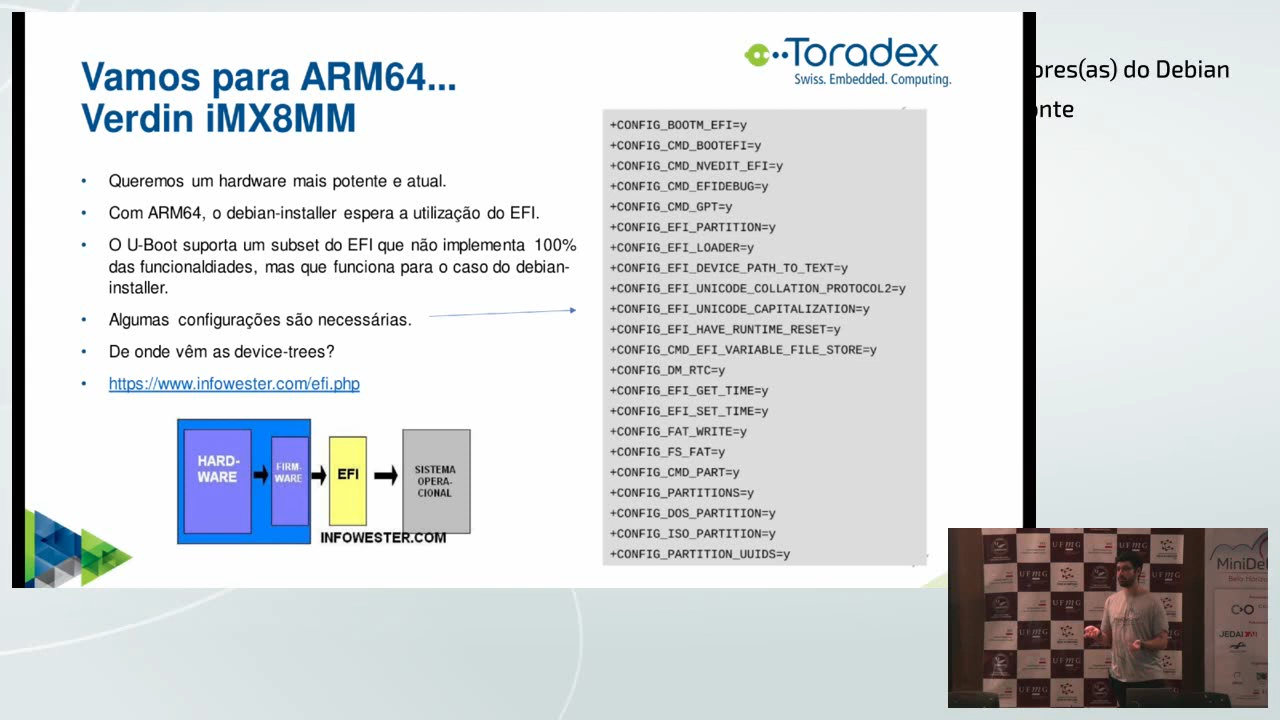 Toradex
Swiss. Embedded. Computing.
Vamos para ARM64...
Verdin iMX8MM
• Queremos um hardware mais potente e atual.
• Com ARM64, o debian-installer espera a utilização do EFI.
• O U-Boot suporta um subset do EFI que não implementa 100%
das funcionaldiades, mas que funciona para o caso do debian-
installer.
• Algumas configurações são necessárias.
• De onde vêm as device-trees?
• https://www.infowester.com/efi.php
HARD-
WARE
FIRM-
WARE
EFI
SISTEMA
OPERA-
CIONAL
INFOWESTER.COM
+CONFIG_BOOTM_EFI=y
+CONFIG_CMD_BOOTEFI=y
+CONFIG_CMD_NVEDIT_EFI=y
+CONFIG_CMD_EFIDEBUG=y
+CONFIG_CMD_GPT=y
+CONFIG_EFI_PARTITION=y
+CONFIG_EFI_LOADER=y
+CONFIG_EFI_DEVICE_PATH_TO_TEXT=y
+CONFIG_EFI_UNICODE_COLLATION_PROTOCOL2=y
+CONFIG_EFI_UNICODE_CAPITALIZATION=y
+CONFIG_EFI_HAVE_RUNTIME_RESET=y
+CONFIG_CMD_EFI_VARIABLE_FILE_STORE=y
+CONFIG_DM_RTC=y
+CONFIG_EFI_GET_TIME=y
+CONFIG_EFI_SET_TIME=y
+CONFIG_FAT_WRITE=y
+CONFIG_FS_FAT=y
+CONFIG_CMD_PART=y
+CONFIG_PARTITIONS=y
+CONFIG_DOS_PARTITION=y
+CONFIG_ISO_PARTITION=y
+CONFIG_PARTITION_UUIDS=y
ores(as) do Debian
onte
UFMG
MiniDe
Belo Horizon
JEDAI